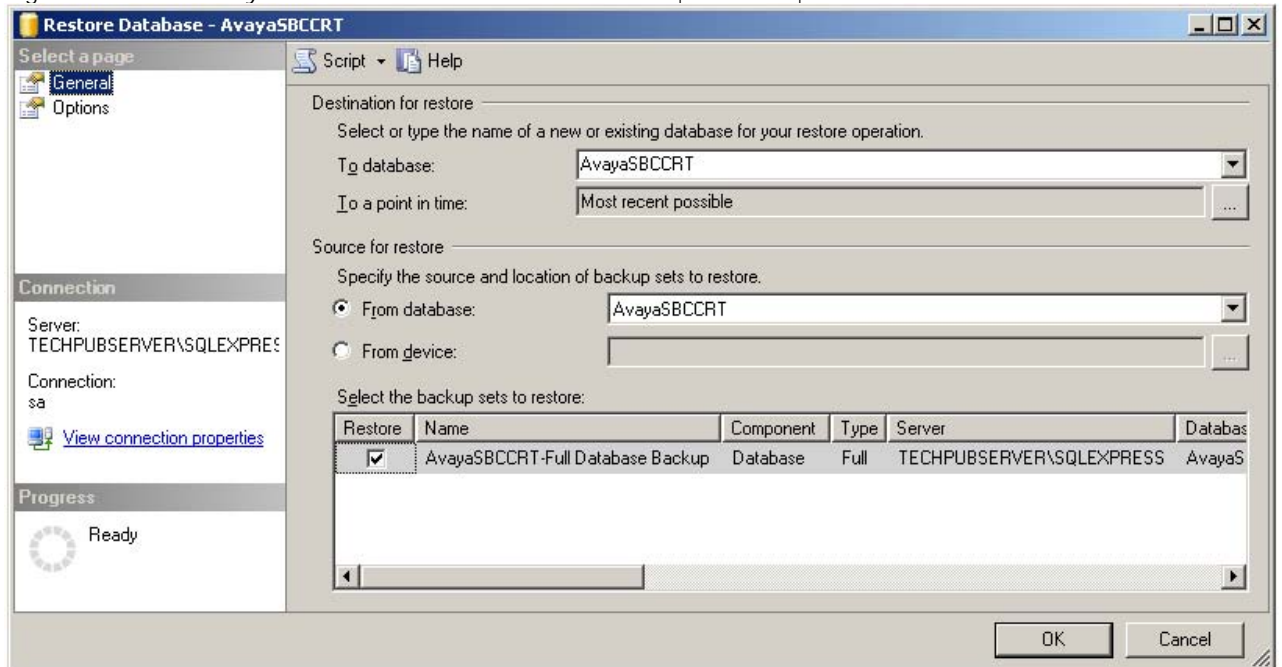 Restore Database - AvayaSBCCRT
Select a page
General
Options
Script
Help
Destination for restore
Select or type the name of a new or existing database for your restore operation.
To database:
AvayaSBCCRT
To a point in time:
Most recent possible
...
Source for restore
Specify the source and location of backup sets to restore.
From database:
AvayaSBCCRT
From device:
...
Select the backup sets to restore:
Restore Name Component Type Server Databas
AvayaSBCCRT-Full Database Backup Database Full TECHPUBSERVER\SQLEXPRESS AvayaS
Connection
Server:
TECHPUBSERVER\SQLEXPRES
Connection:
sa
View connection properties
Progress
Ready
OK
Cancel